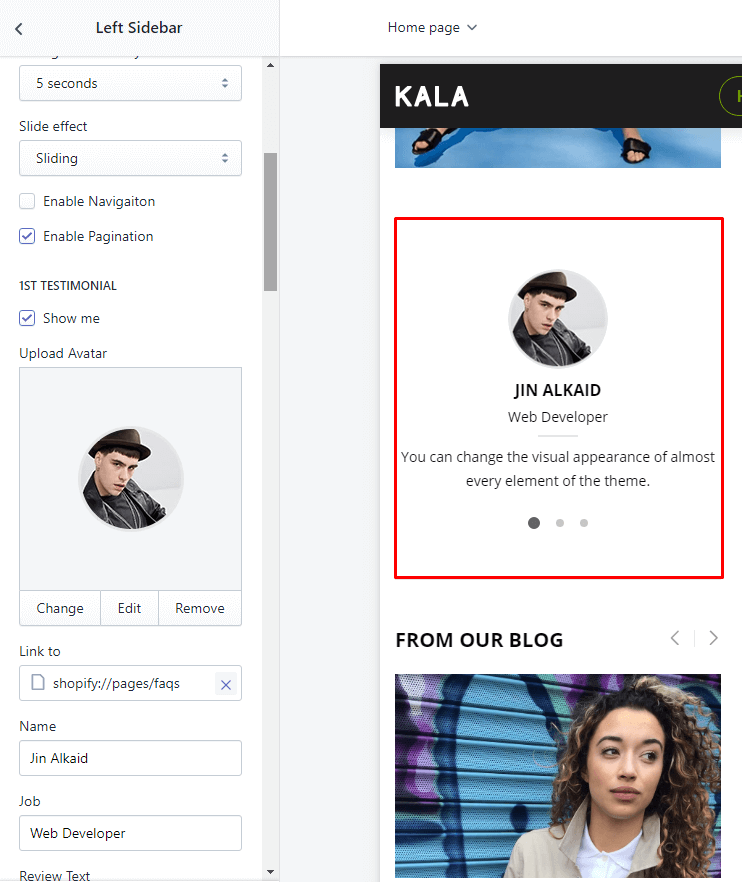 Left Sidebar
Home page
5 seconds
Slide effect
Sliding
Enable Navigaiton
Enable Pagination
1ST TESTIMONIAL
Show me
Upload Avatar
Change Edit Remove
Link to
shopify://pages/faqs
Name
Jin Alkaid
Job
Web Developer
Review Text
KALA
JIN ALKAID
Web Developer
You can change the visual appearance of almost
every element of the theme.
FROM OUR BLOG